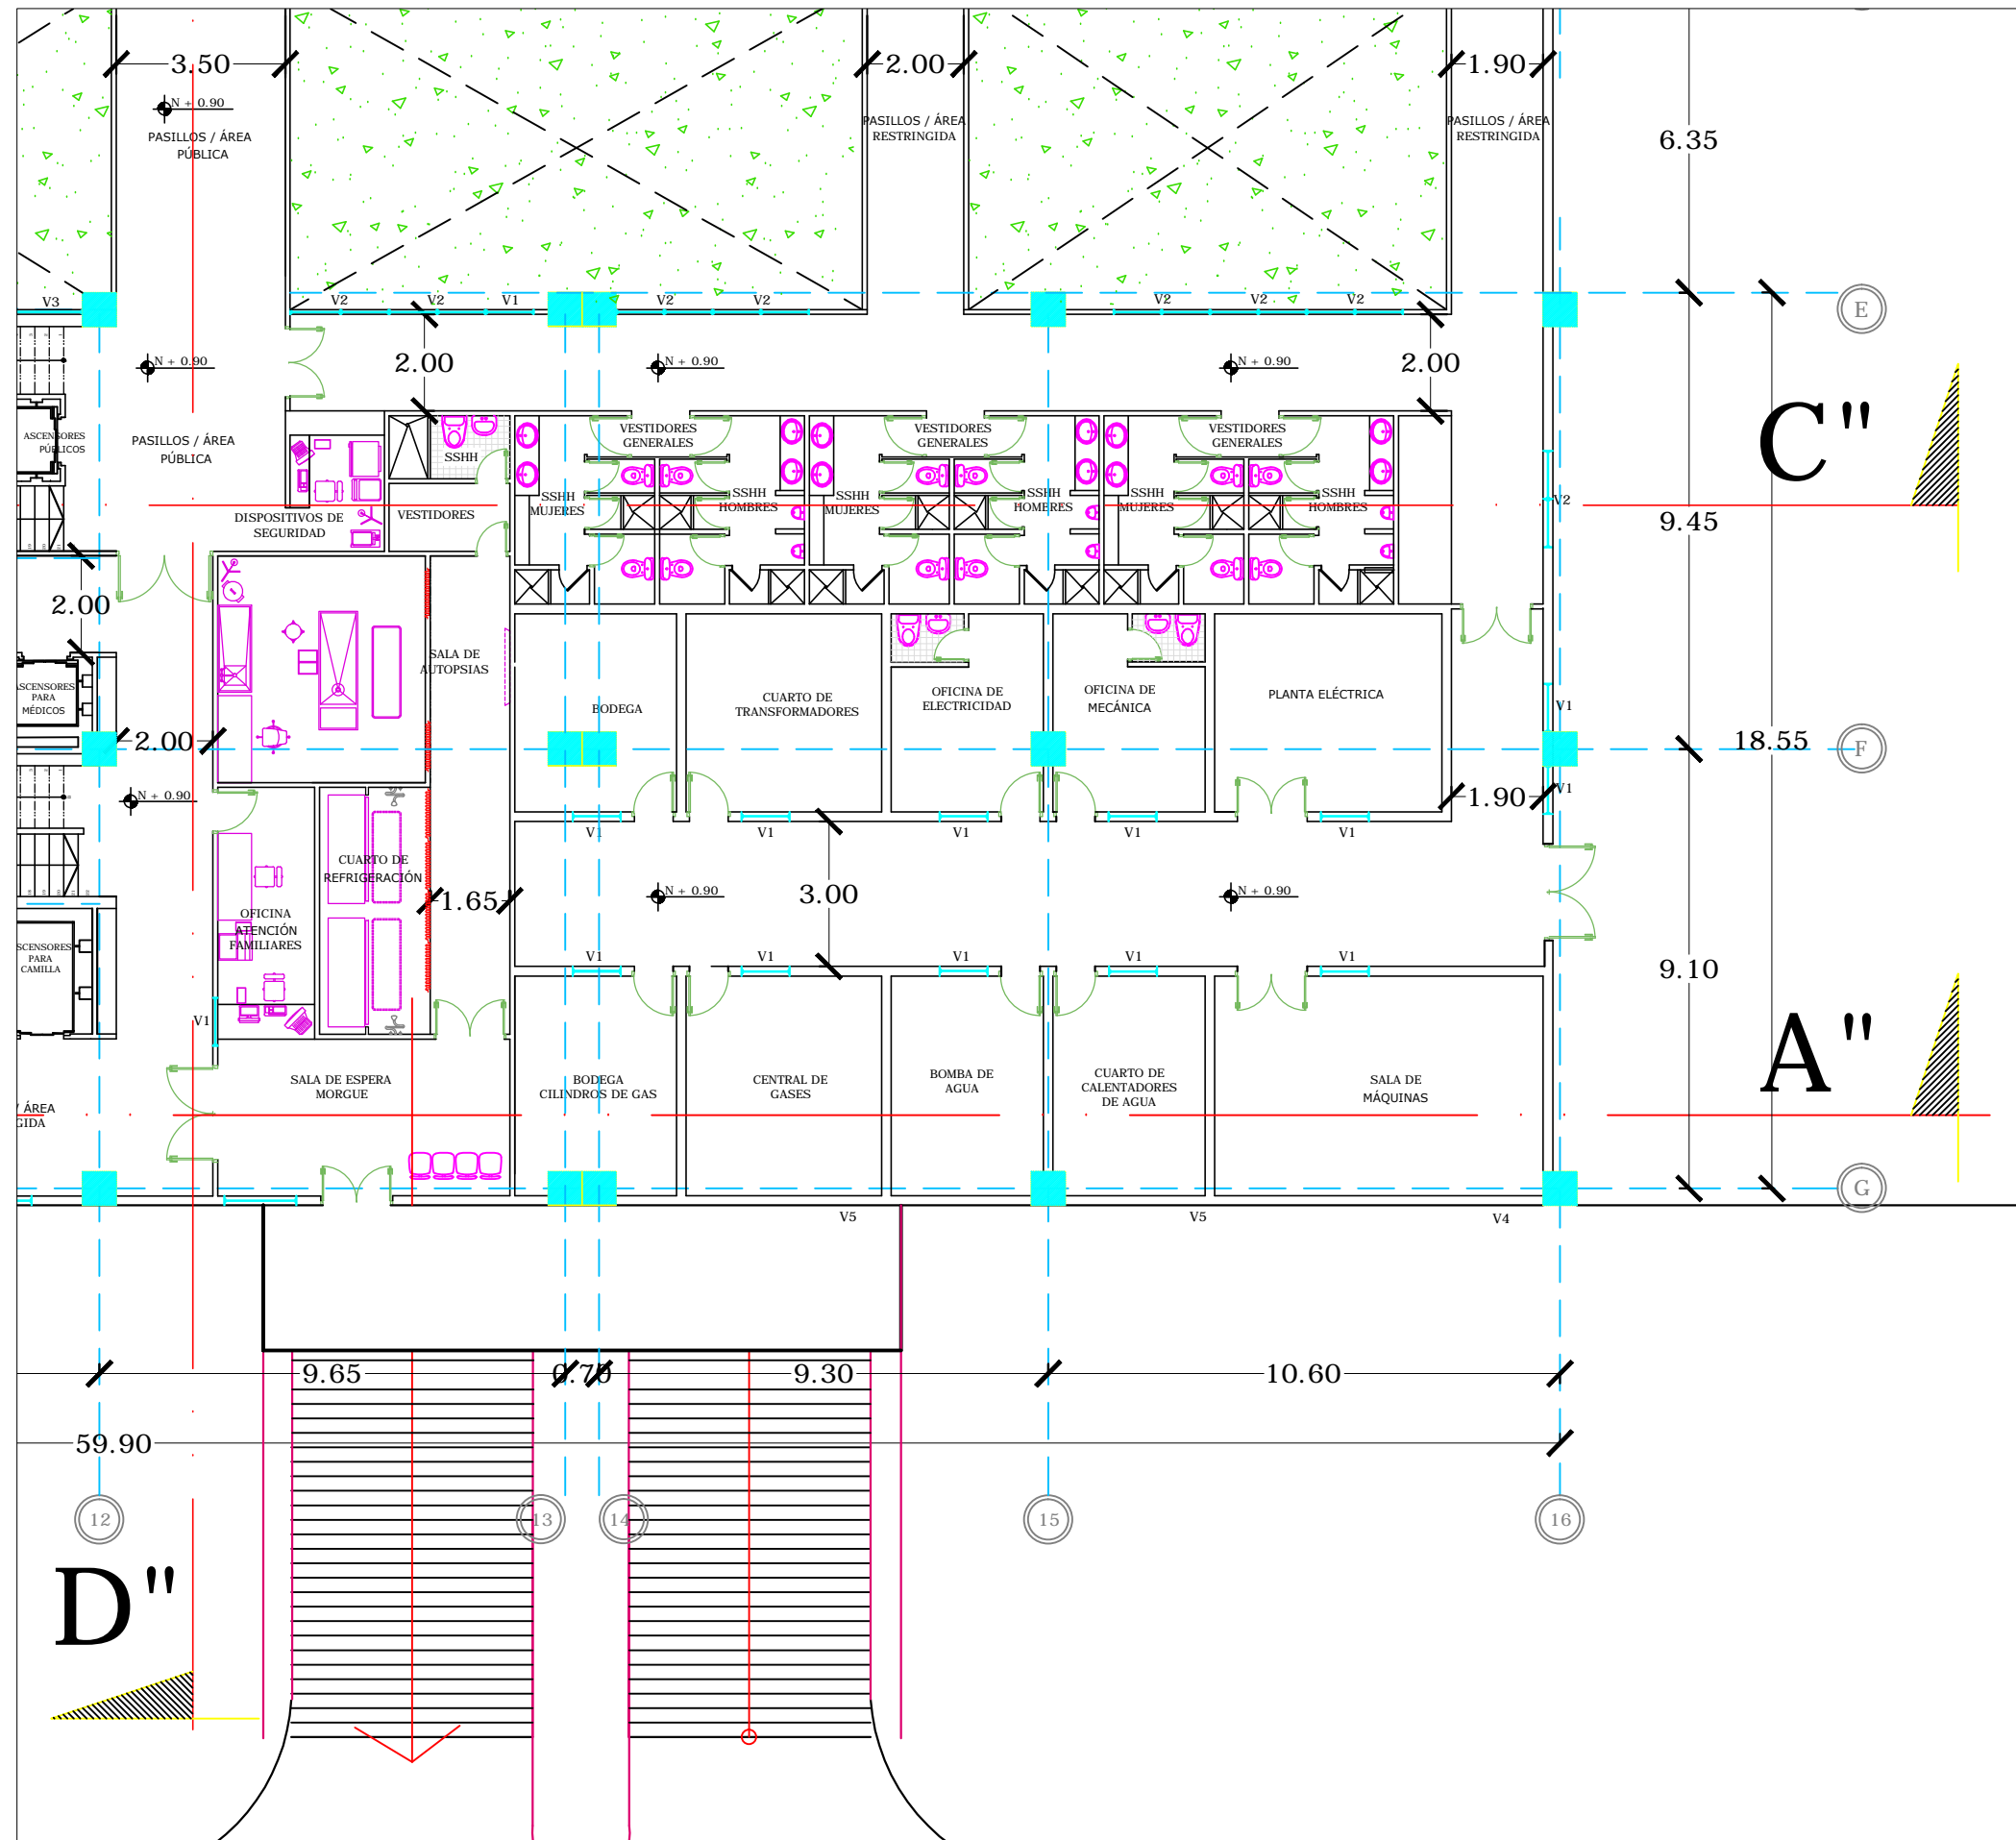 3.50
2.00
1.90
N + 0.90
PASILLOS / ÁREA
PÚBLICA
PASILLOS / ÁREA
RESTRINGIDA
PASILLOS / ÁREA
RESTRINGIDA
6.35
V3
V2
V2
V1
V2
V2
V2
V2
V2
E
N + 0.90
2.00
N + 0.90
N + 0.90
2.00
C"
ASCENSORES
PÚBLICOS
PASILLOS / ÁREA
PÚBLICA
SSHH
VESTIDORES
GENERALES
VESTIDORES
GENERALES
VESTIDORES
GENERALES
DISPOSITIVOS DE
SEGURIDAD
VESTIDORES
SSHH
MUJERES
SSHH
HOMBRES
SSHH
MUJERES
SSHH
HOMBRES
SSHH
MUJERES
SSHH
HOMBRES
V2
9.45
2.00
SALA DE
AUTOPSIAS
ASCENSORES
PARA
MÉDICOS
BODEGA
CUARTO DE
TRANSFORMADORES
OFICINA DE
ELECTRICIDAD
OFICINA DE
MECÁNICA
PLANTA ELÉCTRICA
V1
2.00
18.55
F
N + 0.90
1.90
V1
V1
V1
V1
V1
V1
CUARTO DE
REFRIGERACIÓN
1.65
N + 0.90
3.00
N + 0.90
OFICINA
ATENCIÓN
FAMILIARES
SCENSORES
PARA
CAMILLA
V1
V1
V1
V1
V1
9.10
V1
A"
SALA DE ESPERA
MORGUE
BODEGA
CILINDROS DE GAS
CENTRAL DE
GASES
BOMBA DE
AGUA
CUARTO DE
CALENTADORES
DE AGUA
SALA DE
MÁQUINAS
/ ÁREA
GIDA
G
V5
V5
V4
9.65
0.70
9.30
10.60
59.90
12
13
14
15
16
D"